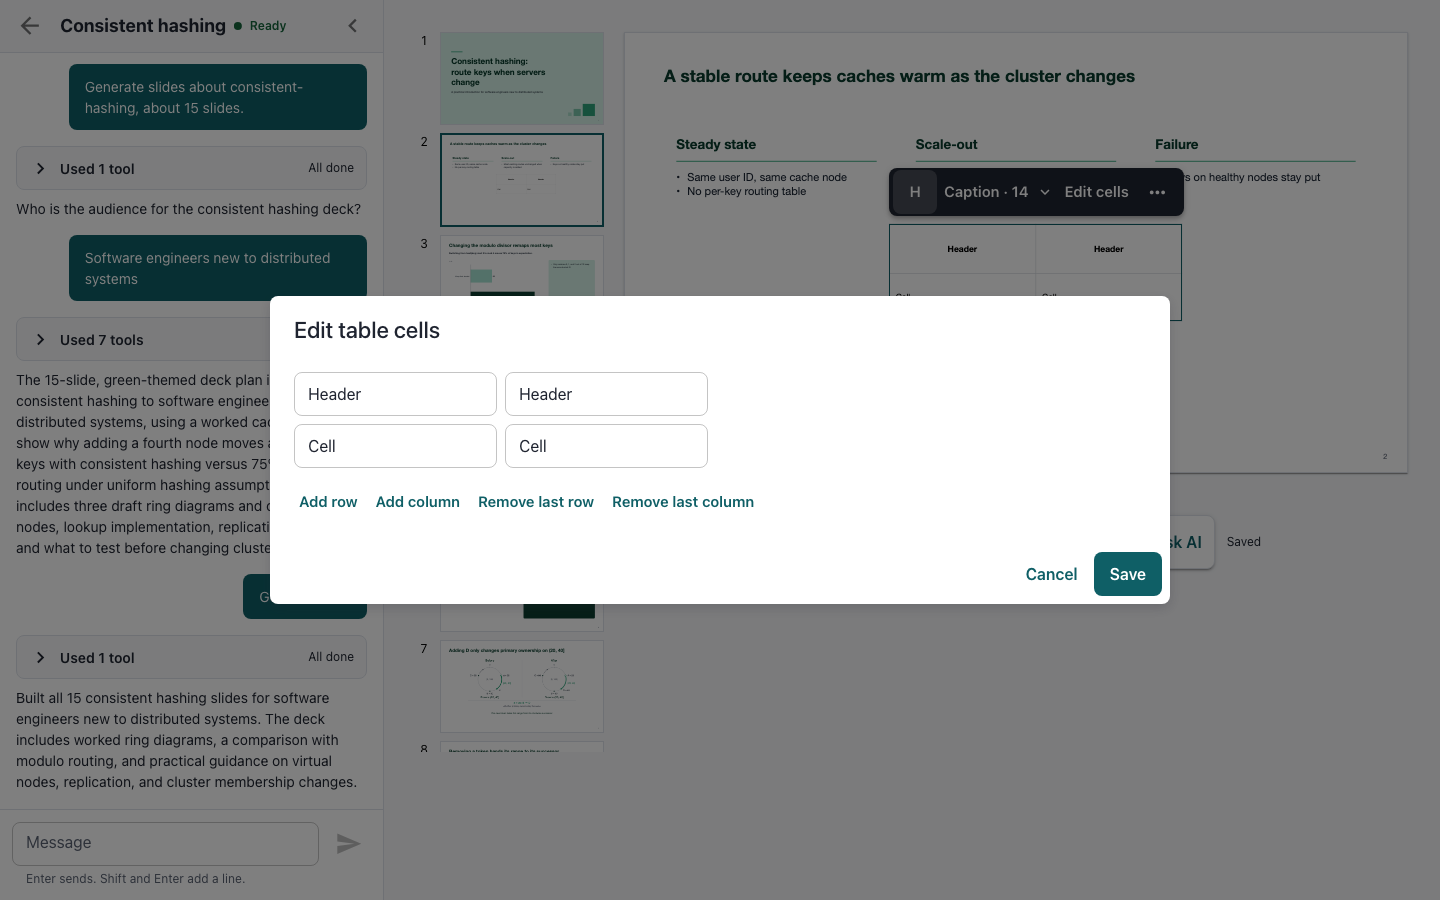 Consistent hashing
Ready
Generate slides about consistent-
hashing, about 15 slides.
Used 1 tool
All done
Who is the audience for the consistent hashing deck?
Software engineers new to distributed
systems
Used 7 tools
The 15-slide, green-themed deck plan
consistent hashing to software
distributed systems, using a worked
show why adding a fourth node moves
keys with consistent hashing versus
routing under uniform hashing
includes three draft ring diagrams and
nodes, lookup implementation,
and what to test before changing
Used 1 tool
All done
Built all 15 consistent hashing slides for software
engineers new to distributed systems. The deck
includes worked ring diagrams, a comparison with
modulo routing, and practical guidance on virtual
nodes, replication, and cluster membership changes.
Message
Enter sends. Shift and Enter add a line.
1
Consistent hashing:
route keys when servers
change
2
A stable route keeps caches warm as the cluster changes
3
Changing the modulo divisor remaps most keys
7
Adding D only changes primary ownership on (20, 40]
8
A stable route keeps caches warm as the cluster changes
Steady state
Scale-out
Failure
• Same user ID, same cache node
• No per-key routing table
on healthy nodes stay put
H
Caption · 14
Edit cells
Header
Header
2
AI
Saved
Edit table cells
Header
Header
Cell
Cell
Add row
Add column
Remove last row
Remove last column
Cancel
Save